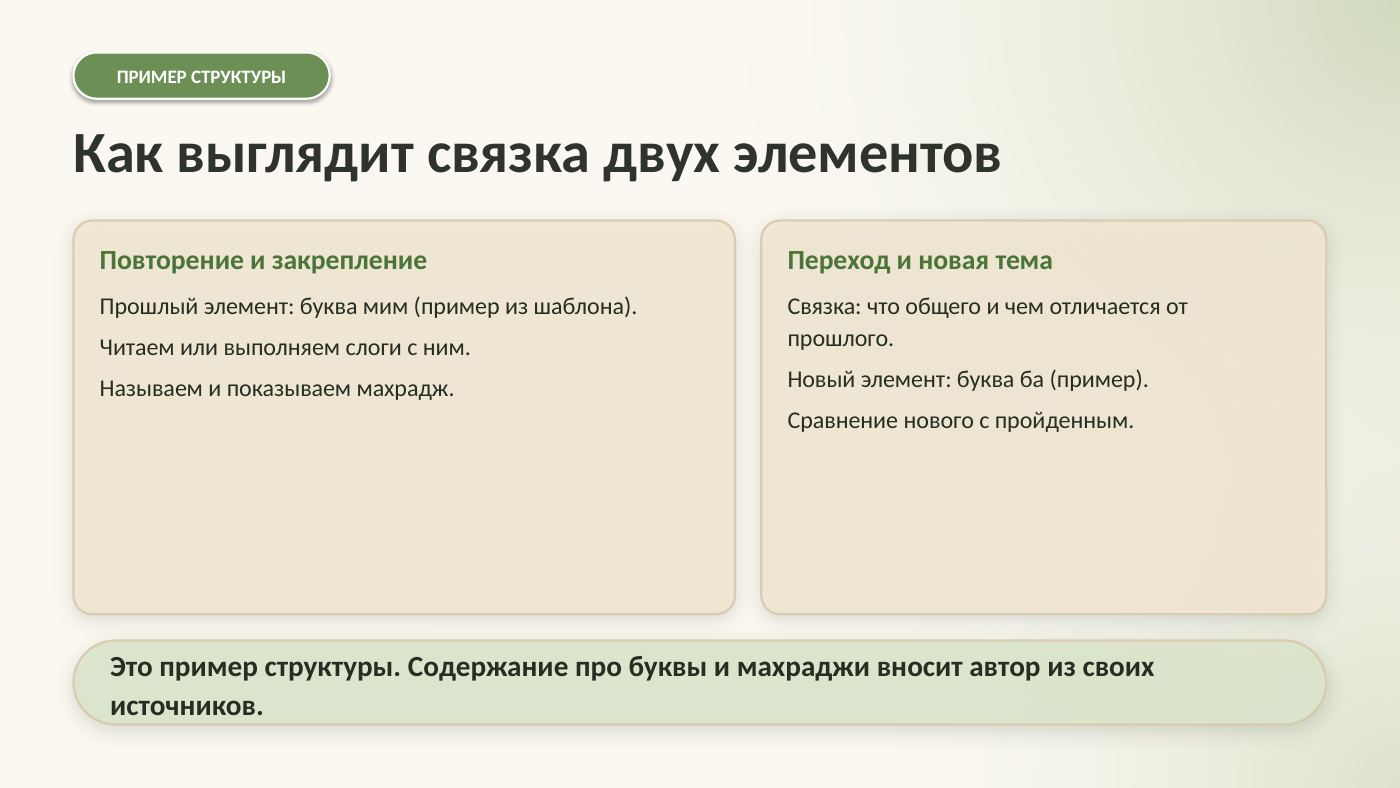 ПРИМЕР СТРУКТУРЫ
Как выглядит связка двух элементов
Повторение и закрепление
Прошлый элемент: буква мим (пример из шаблона).
Читаем или выполняем слоги с ним.
Называем и показываем махрадж.
Переход и новая тема
Связка: что общего и чем отличается от
прошлого.
Новый элемент: буква ба (пример).
Сравнение нового с пройденным.
Это пример структуры. Содержание про буквы и махраджи вносит автор из своих
источников.